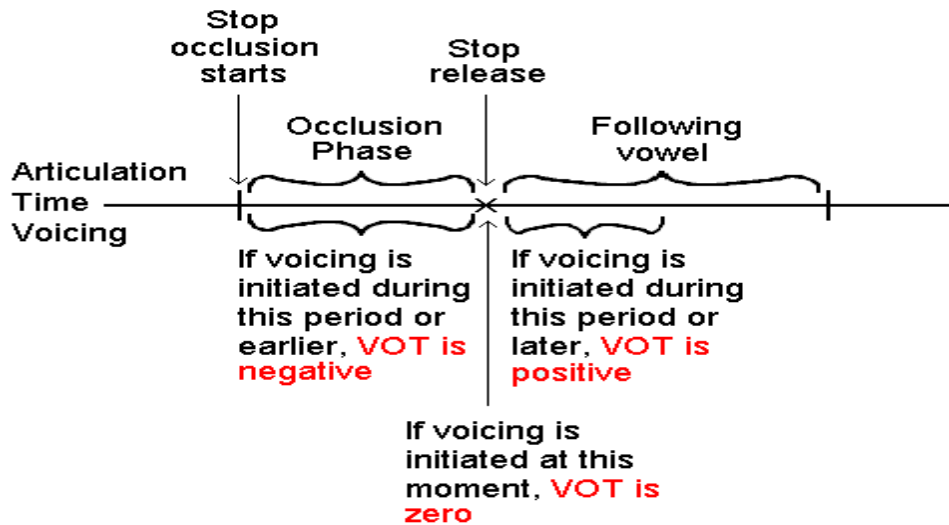 Stop
occlusion
starts
Stop
release
Occlusion
Phase
Following
vowel
Articulation
Time
Voicing
If voicing is
initiated during
this period or
earlier, VOT is
negative
If voicing is
initiated during
this period or
later, VOT is
positive
If voicing is
initiated at this
moment, VOT is
zero